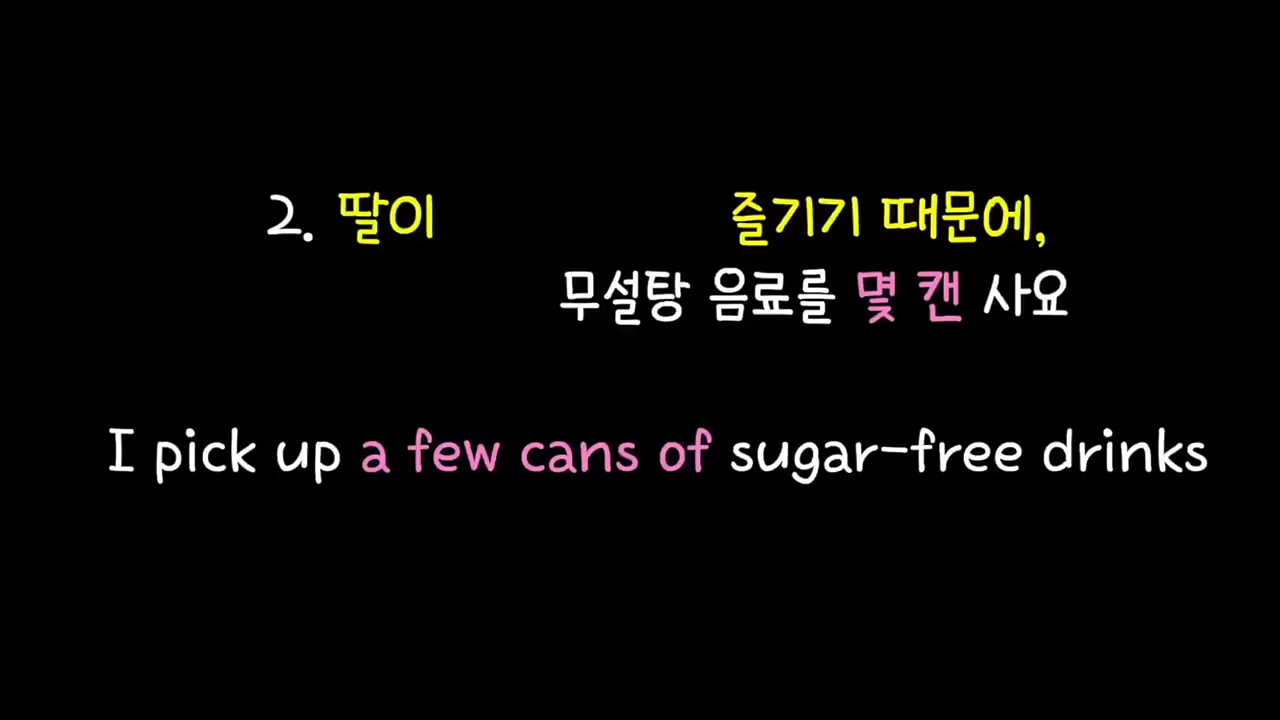 2. 딸이 즐기기 때문에,
무설탕 음료를 몇 캔 사요
I pick up a few cans of sugar-free drinks